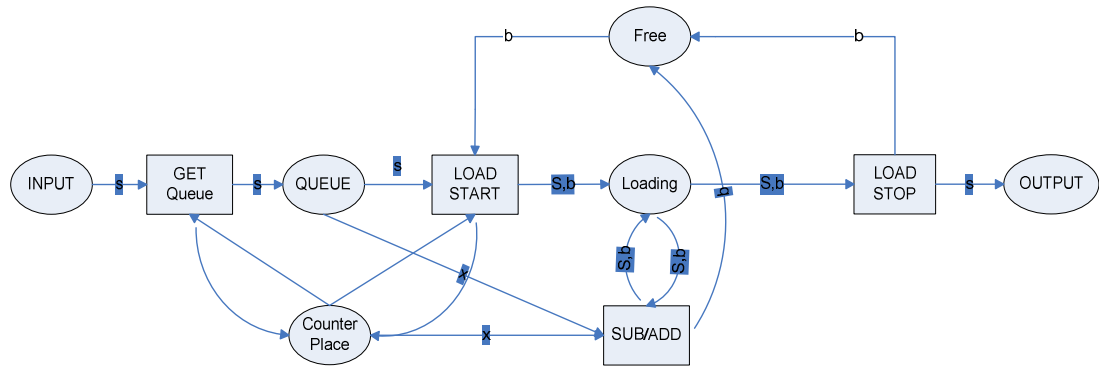 b
Free
b
INPUT
s
GET
Queue
s
QUEUE
s
LOAD
START
S,b
Loading
S,b
LOAD
STOP
s
OUTPUT
b
S,b
S,b
x
Counter
Place
x
SUB/ADD